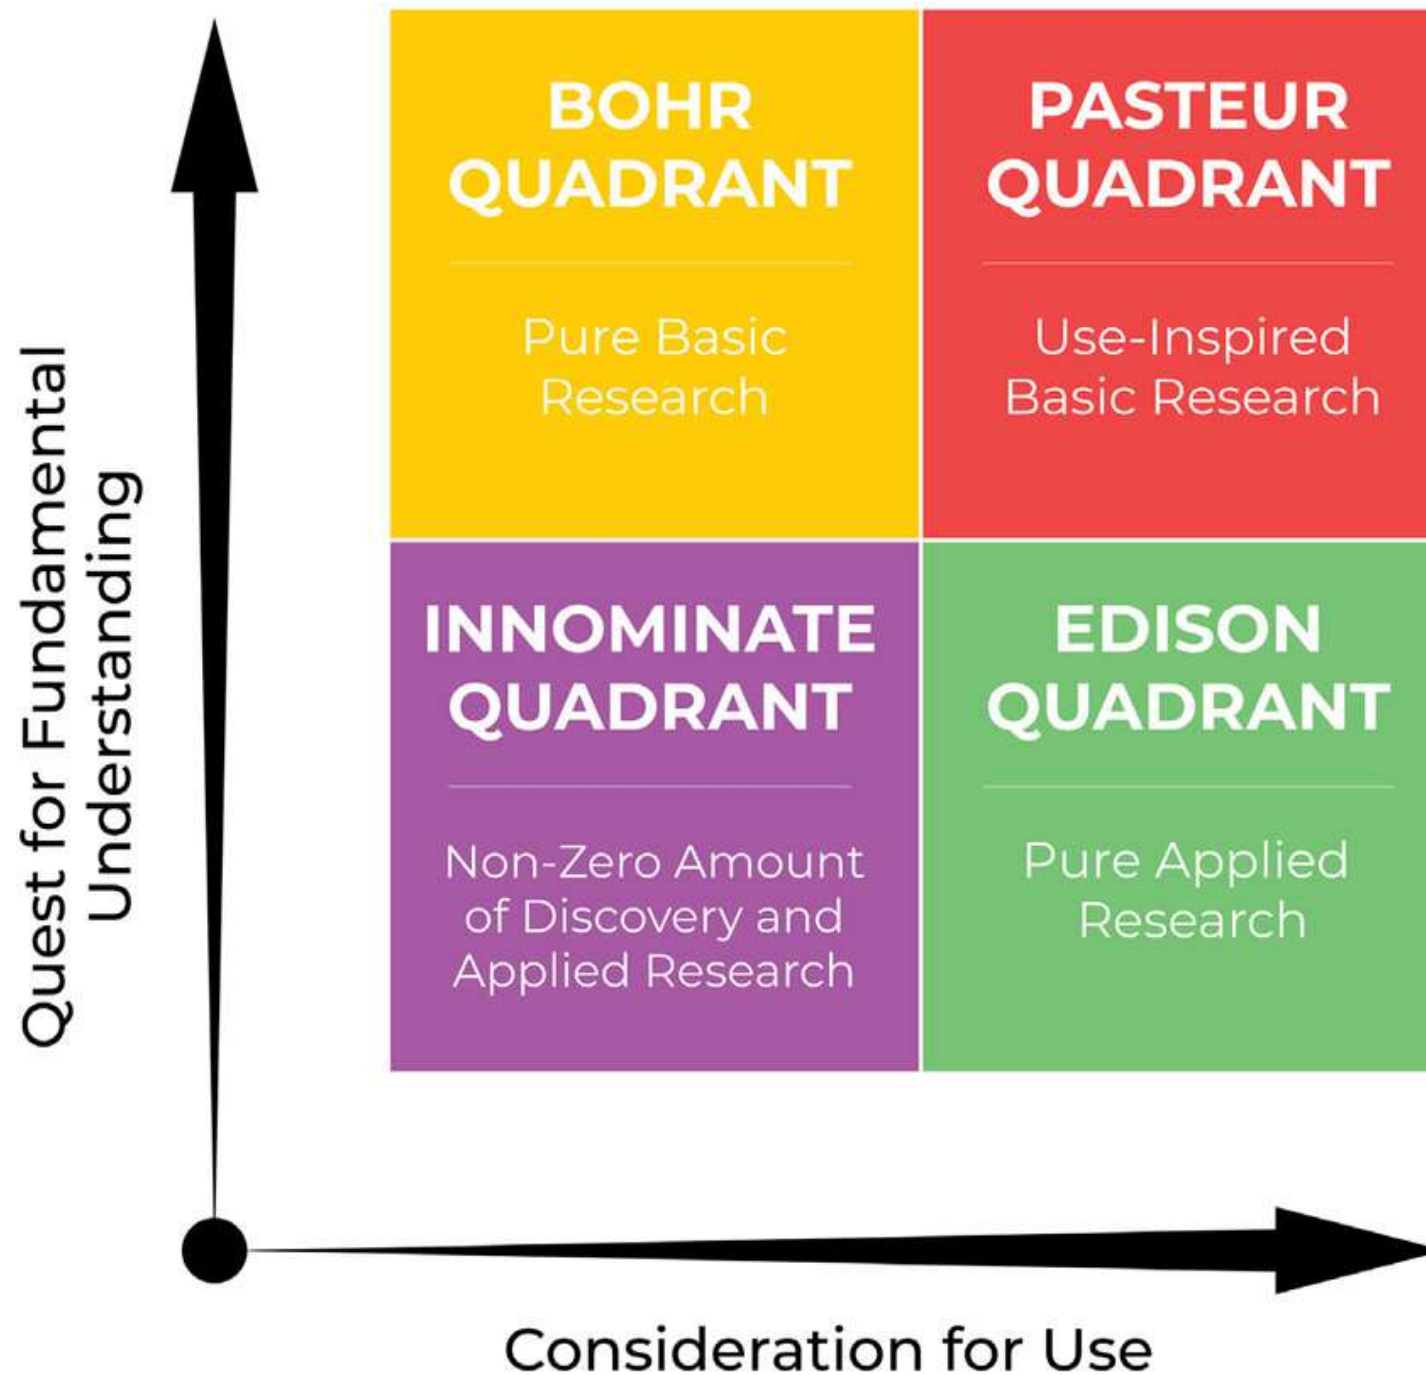 Quest for Fundamental
Understanding
BOHR
QUADRANT
Pure Basic
Research
PASTEUR
QUADRANT
Use-Inspired
Basic Research
INNOMINATE
QUADRANT
Non-Zero Amount
of Discovery and
Applied Research
EDISON
QUADRANT
Pure Applied
Research
Consideration for Use